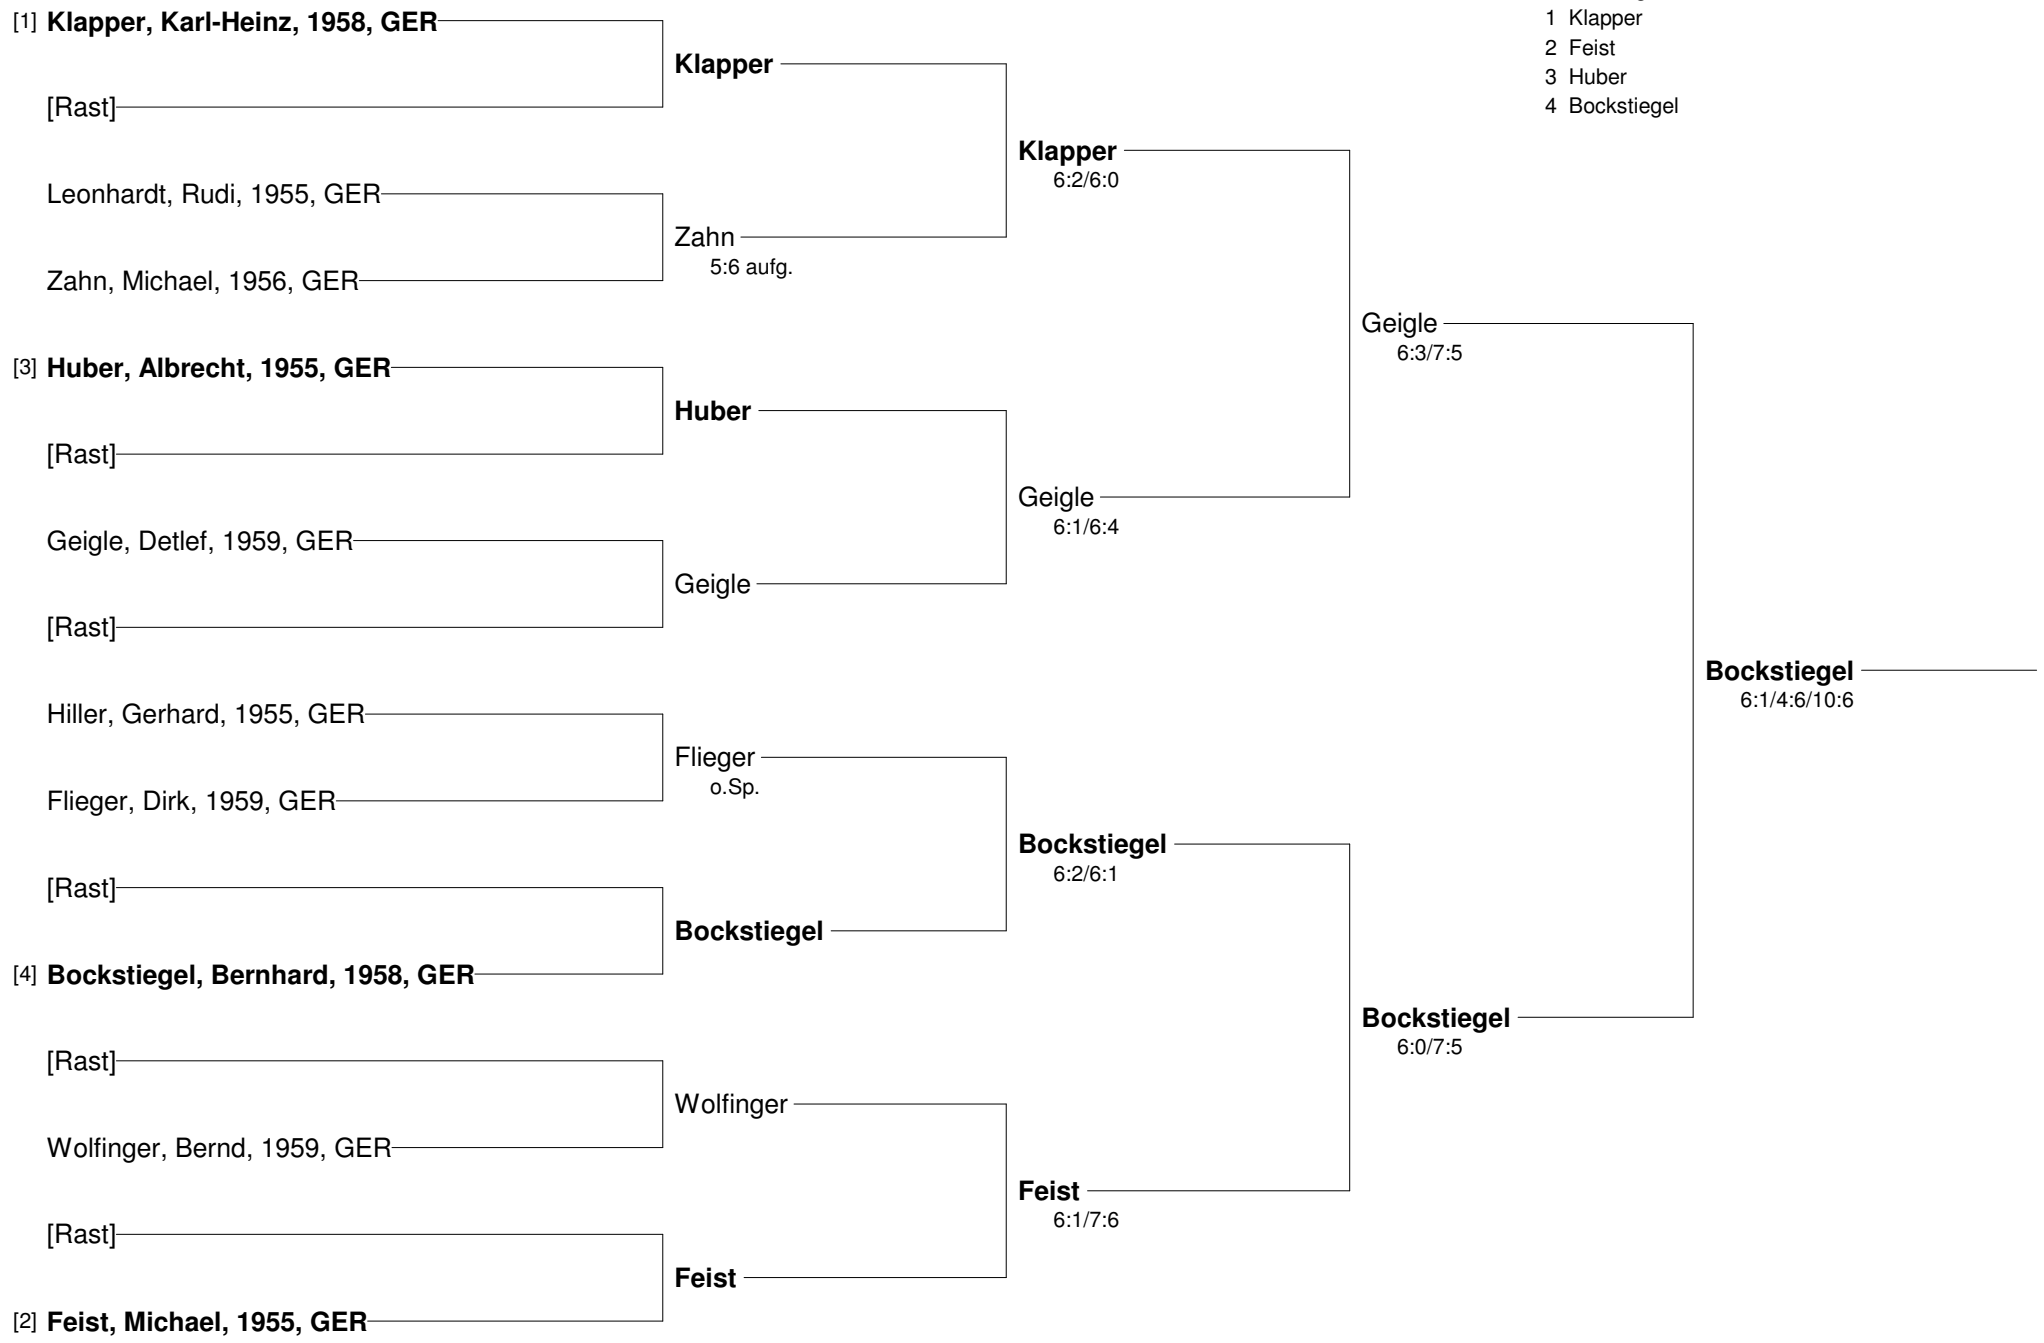 [1] Klapper, Karl-Heinz, 1958, GER
[Rast]
Leonhardt, Rudi, 1955, GER
Zahn, Michael, 1956, GER
[3] Huber, Albrecht, 1955, GER
[Rast]
Geigle, Detlef, 1959, GER
[Rast]
Hiller, Gerhard, 1955, GER
Flieger, Dirk, 1959, GER
[Rast]
[4] Bockstiegel, Bernhard, 1958, GER
[Rast]
Wolfinger, Bernd, 1959, GER
[Rast]
[2] Feist, Michael, 1955, GER
Klapper
Zahn
5:6 aufg.
Huber
Geigle
Flieger
o.Sp.
Bockstiegel
Wolfinger
Feist
Klapper
6:2/6:0
Geigle
6:1/6:4
Bockstiegel
6:2/6:1
Feist
6:1/7:6
Geigle
6:3/7:5
Bockstiegel
6:0/7:5
Bockstiegel
6:1/4:6/10:6
1 Klapper
2 Feist
3 Huber
4 Bockstiegel